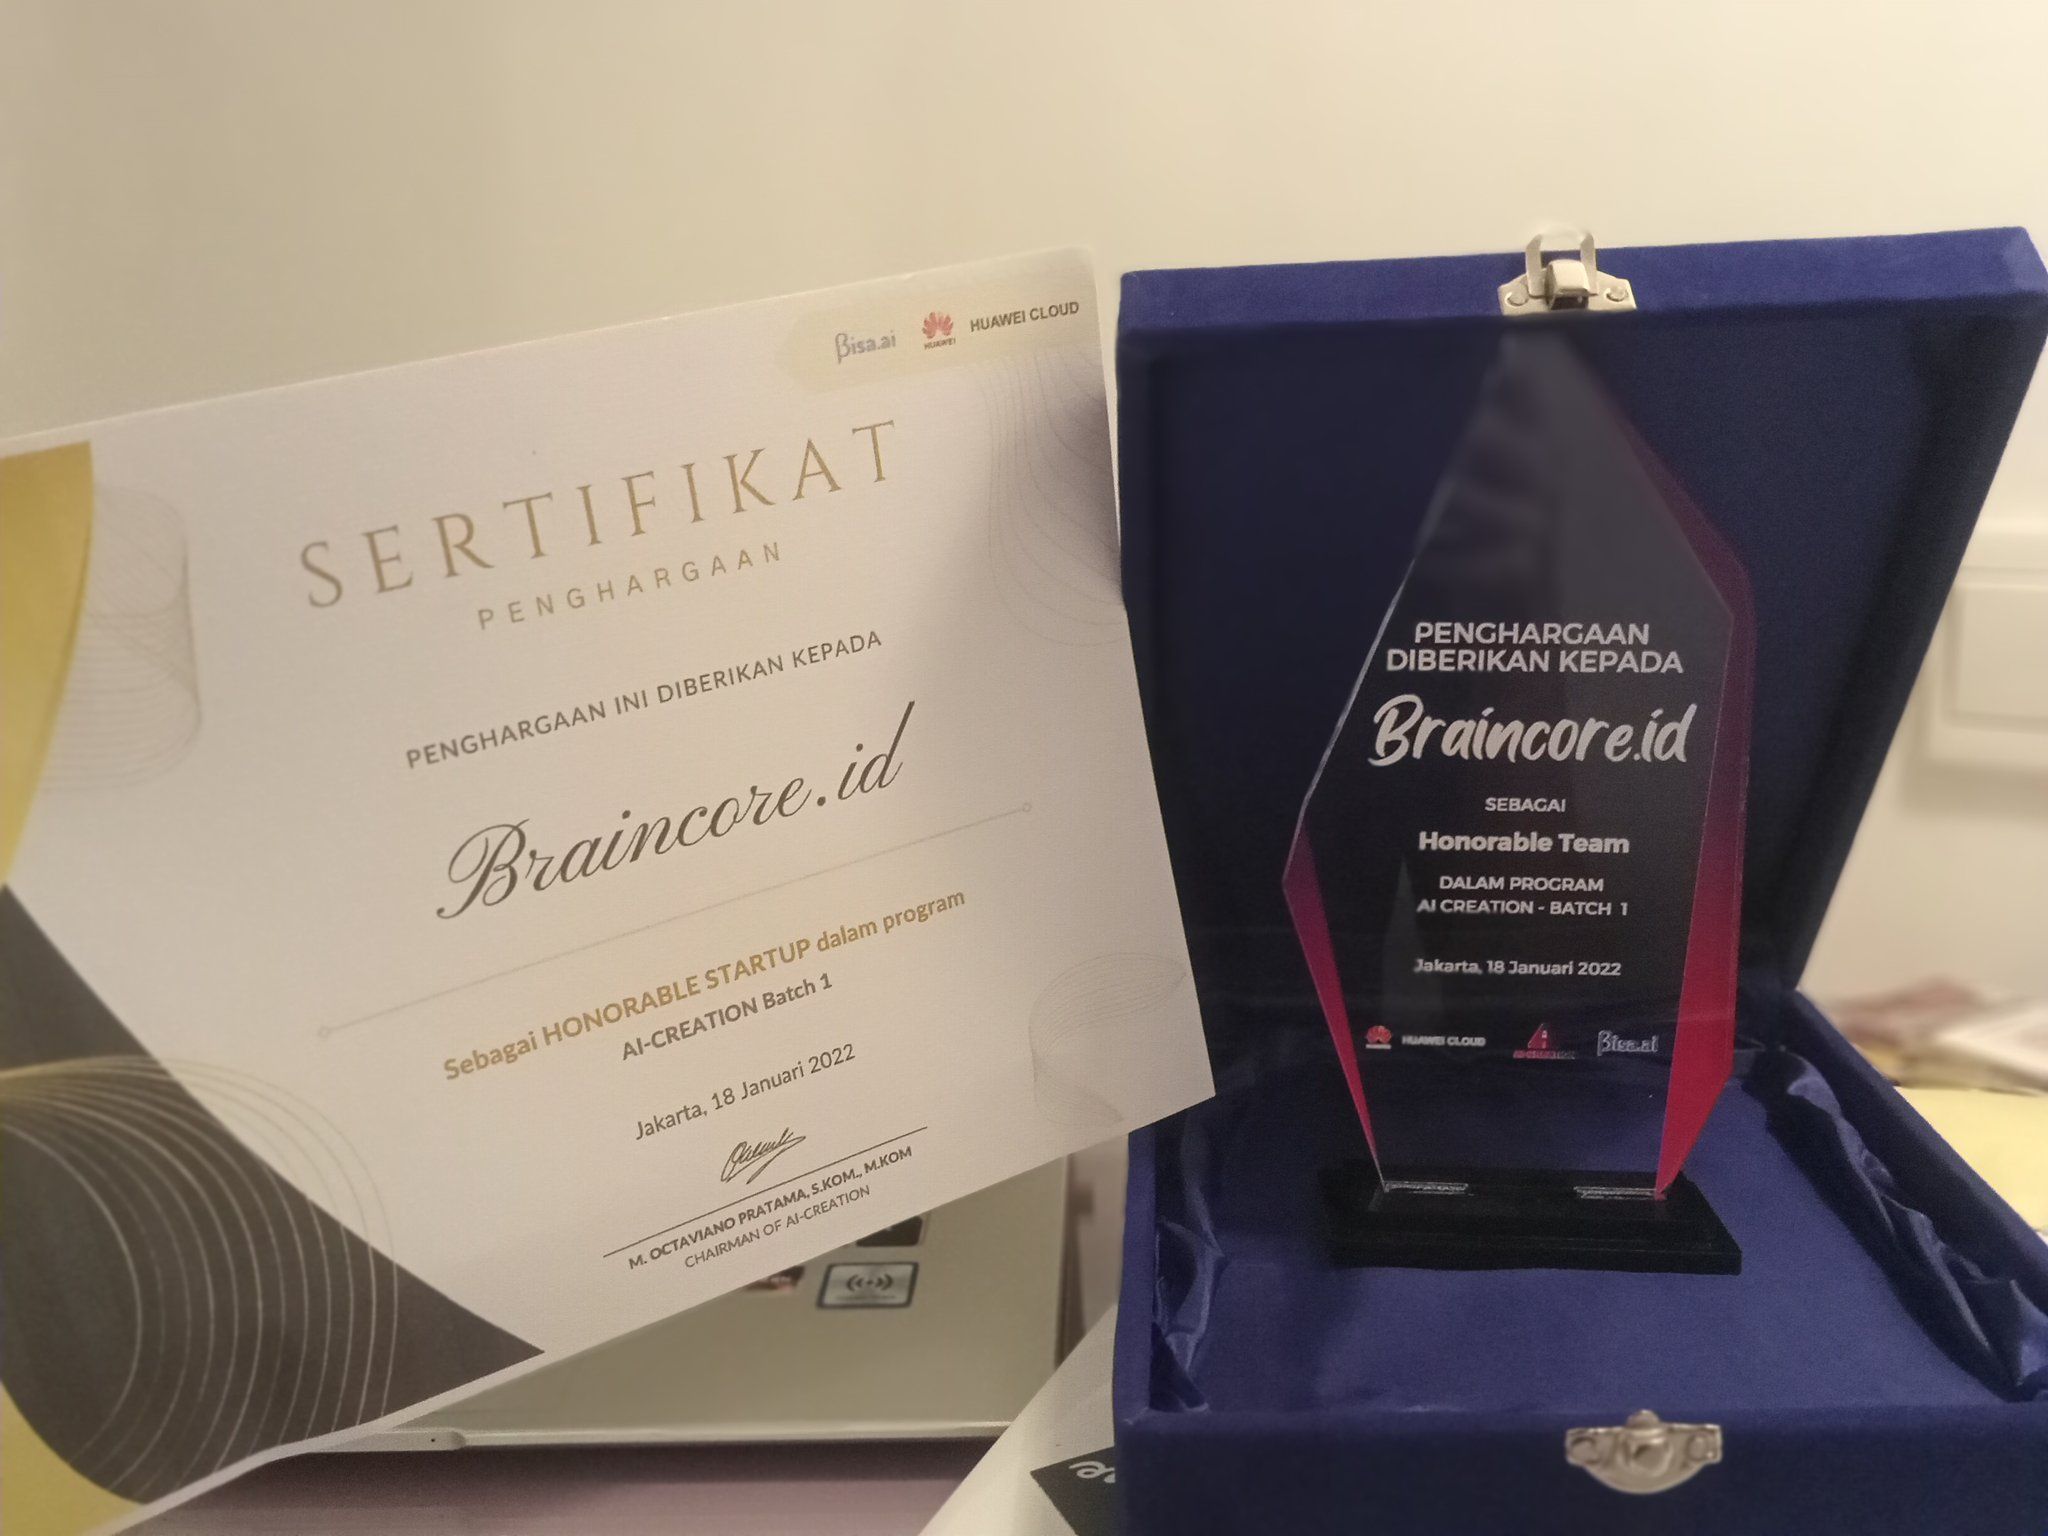 Bisa.ai HUAWEI HUAWEI CLOUD
SERTIFIKAT
PENGHARGAAN
PENGHARGAAN INI DIBERIKAN KEPADA
Braincore.id
Sebagai HONORABLE STARTUP dalam program
AI-CREATION Batch 1
Jakarta, 18 Januari 2022
M. OCTAVIANO PRATAMA, S.KOM., M.KOM
CHAIRMAN OF AI-CREATION
PENGHARGAAN
DIBERIKAN KEPADA
Braincore.id
SEBAGAI
Honorable Team
DALAM PROGRAM
AI CREATION - BATCH 1
Jakarta, 18 Januari 2022
HUAWEI CLOUD AI-CREATION Bisa.ai